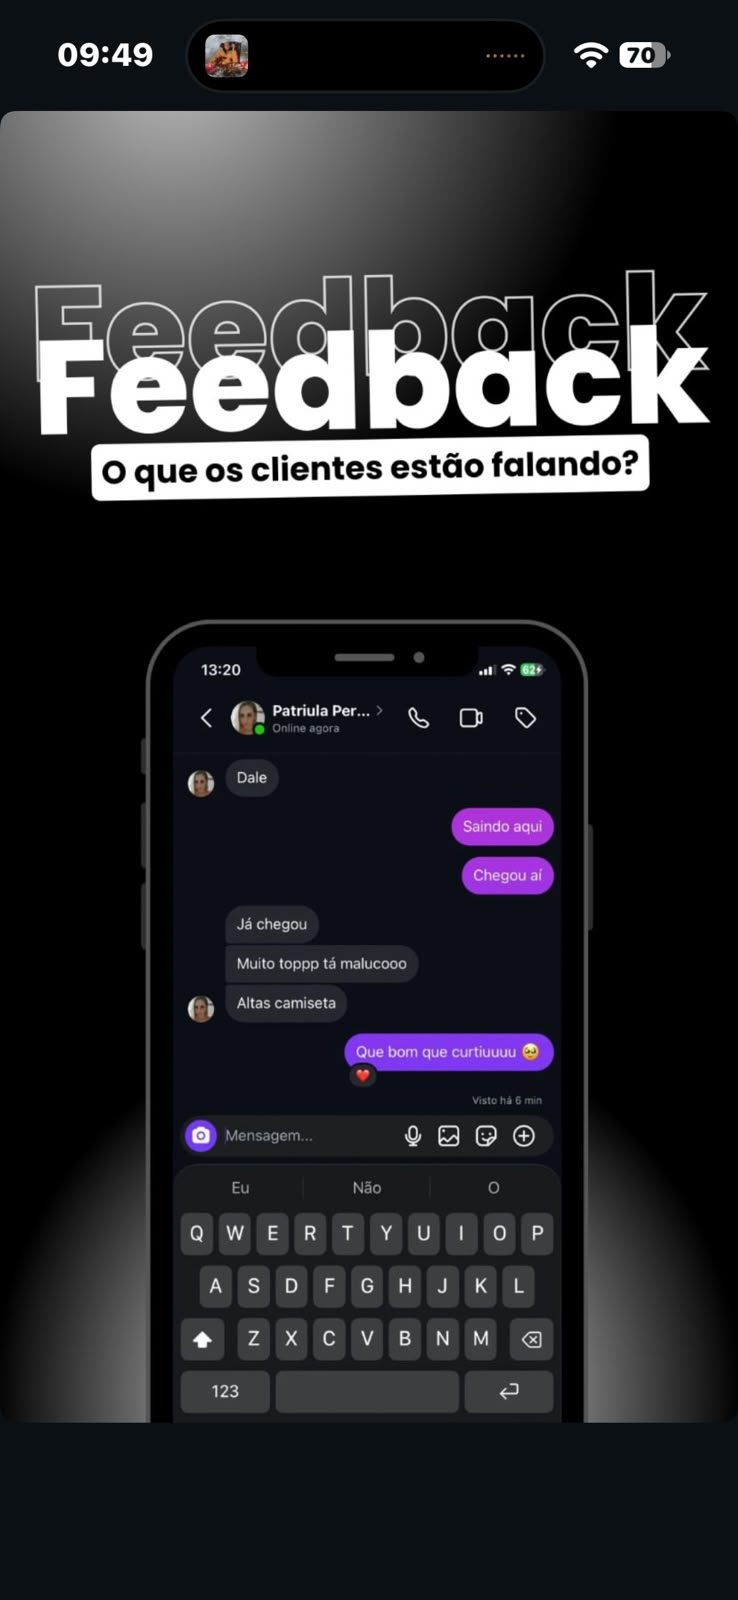 09:49
70
Feedback
Feedback
O que os clientes estão falando?
13:20
62
Patriula Per...
Online agora
Dale
Saindo aqui
Chegou aí
Já chegou
Muito toppp tá malucooo
Altas camiseta
Que bom que curtiuuuu 🥹
Visto há 6 min
Mensagem...
Eu Não O
Q W E R T Y U I O P
A S D F G H J K L
Z X C V B N M
123